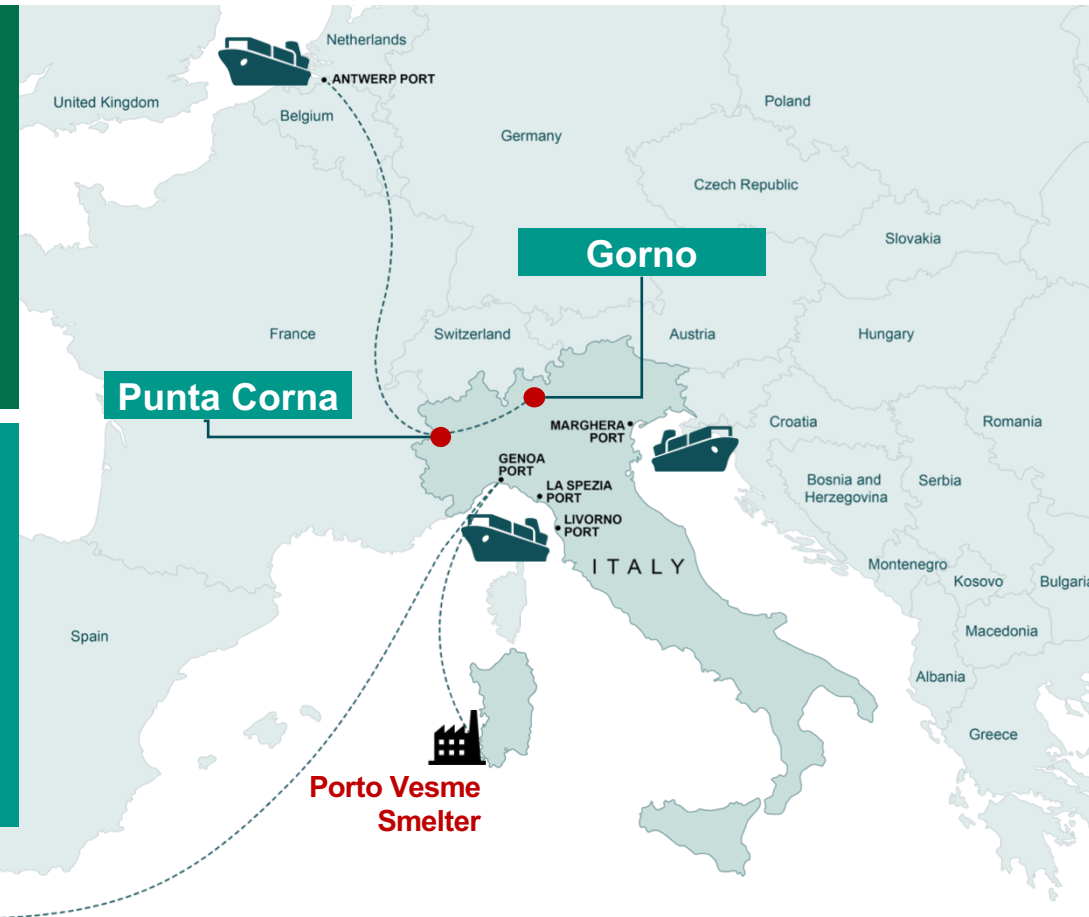 Netherlands
ANTWERP PORT
United Kingdom
Belgium
Poland
Germany
Czech Republic
Slovakia
Gorno
France
Switzerland
Austria
Hungary
Punta Corna
MARGHERA
PORT
Croatia
Romania
GENOA
PORT
LA SPEZIA
PORT
Bosnia and
Herzegovina
Serbia
LIVORNO
PORT
ITALY
Montenegro
Kosovo
Bulgaria
Spain
Macedonia
Albania
Greece
Porto Vesme
Smelter